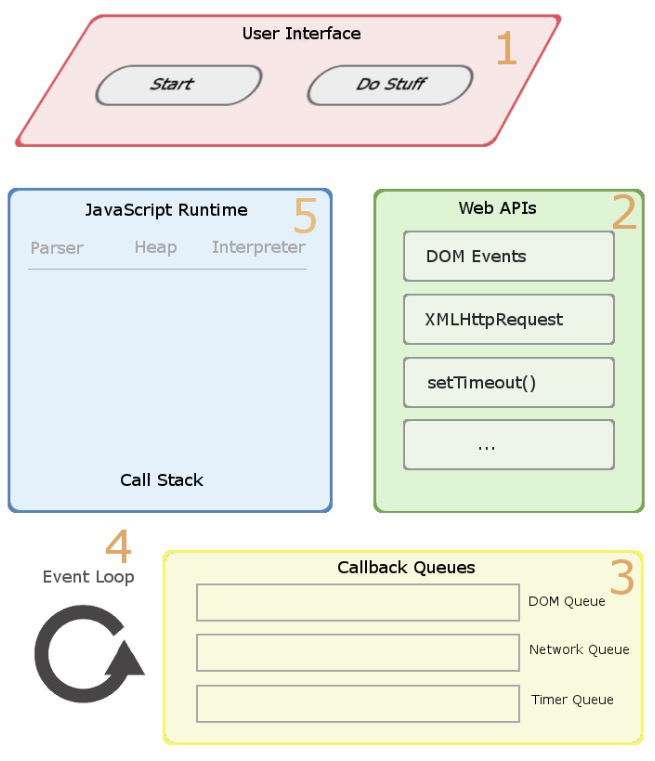 User Interface
1
Start
Do Stuff
JavaScript Runtime
5
Parser
Heap
Interpreter
Call Stack
Web APIs
2
DOM Events
XMLHttpRequest
setTimeout()
...
4
Event Loop
Callback Queues
3
DOM Queue
Network Queue
Timer Queue